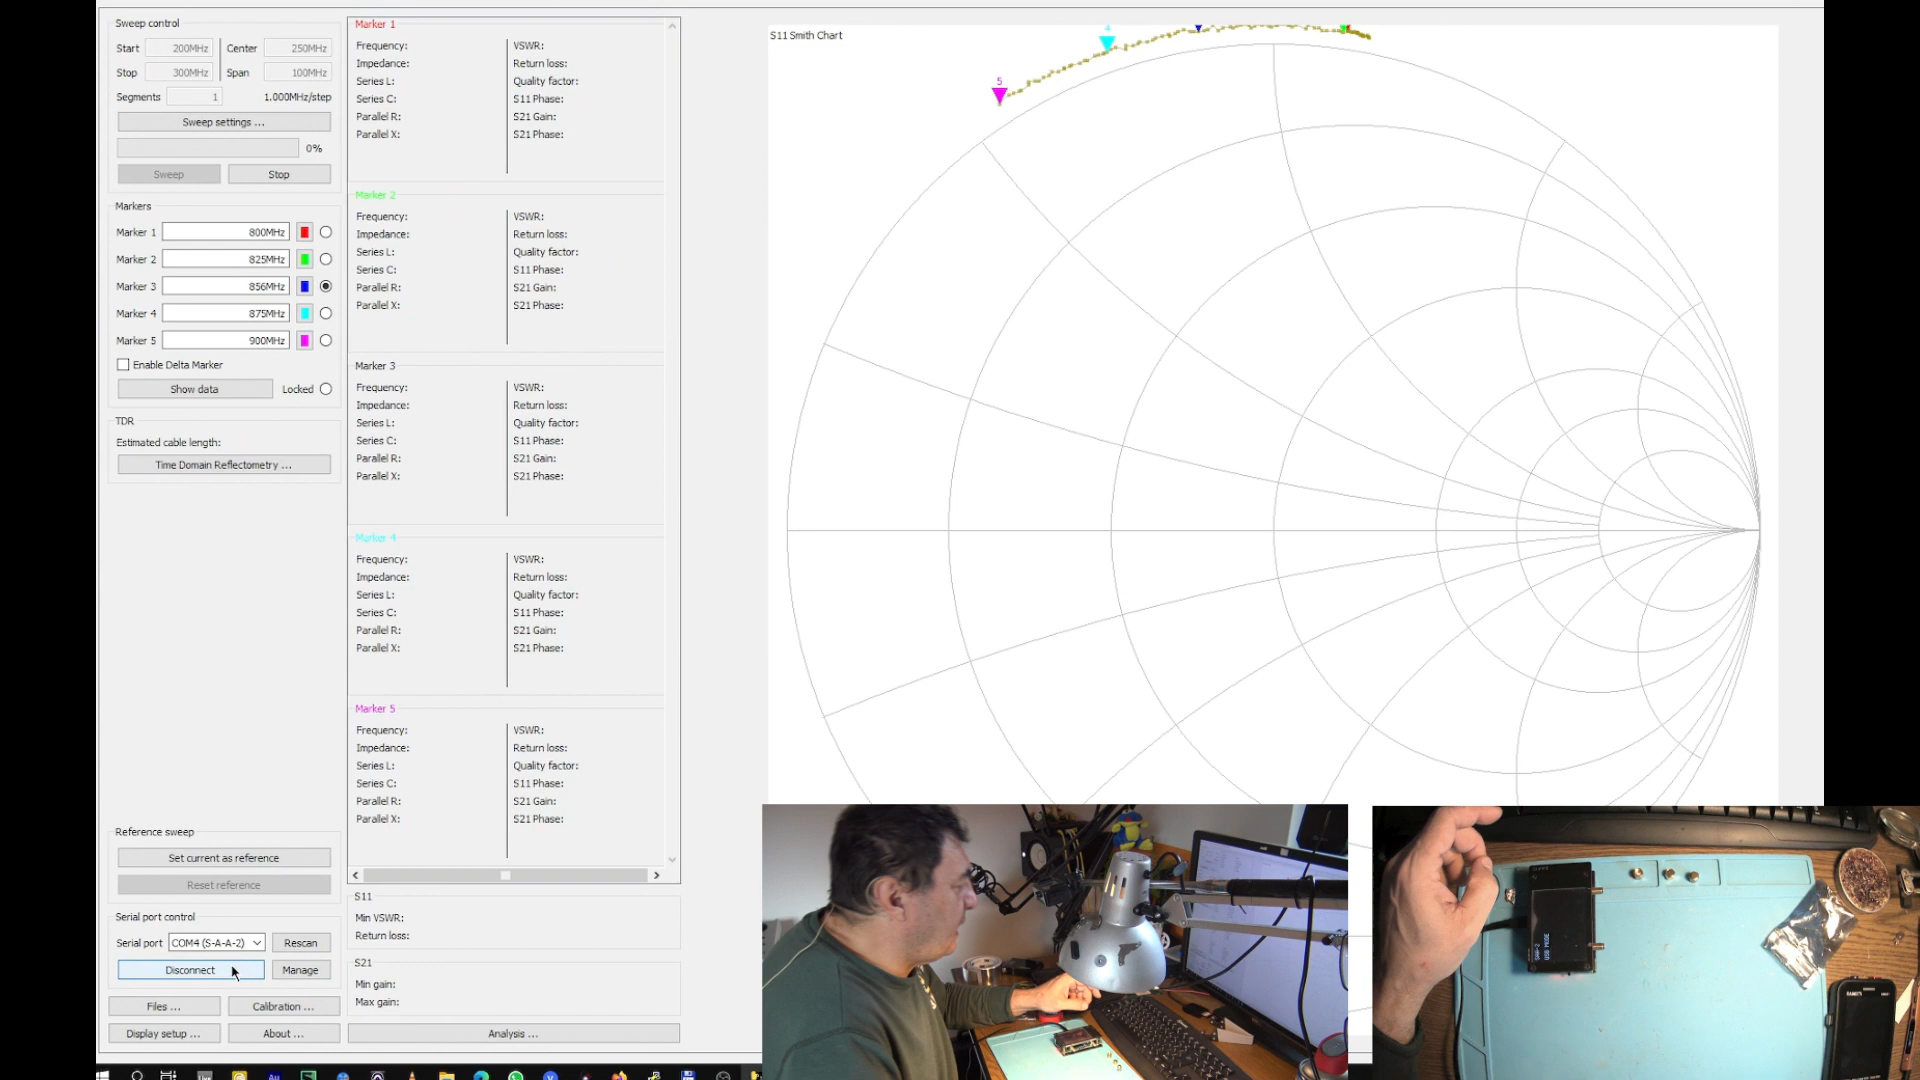 Sweep control
Start 200MHz Center 250MHz
Stop 300MHz Span 100MHz
Segments 1 1.000MHz/step
Sweep settings ...
0%
Sweep Stop
Markers
Marker 1 800MHz
Marker 2 825MHz
Marker 3 856MHz
Marker 4 875MHz
Marker 5 900MHz
Enable Delta Marker
Show data Locked
TDR
Estimated cable length:
Time Domain Reflectometry ...
Reference sweep
Set current as reference
Reset reference
Serial port control
Serial port COM4 (S-A-A-2) Rescan
Disconnect Manage
Files ... Calibration ...
Display setup ... About ...
Marker 1
Frequency: VSWR:
Impedance: Return loss:
Series L: Quality factor:
Series C: S11 Phase:
Parallel R: S21 Gain:
Parallel X: S21 Phase:
Marker 2
Frequency: VSWR:
Impedance: Return loss:
Series L: Quality factor:
Series C: S11 Phase:
Parallel R: S21 Gain:
Parallel X: S21 Phase:
Marker 3
Frequency: VSWR:
Impedance: Return loss:
Series L: Quality factor:
Series C: S11 Phase:
Parallel R: S21 Gain:
Parallel X: S21 Phase:
Marker 4
Frequency: VSWR:
Impedance: Return loss:
Series L: Quality factor:
Series C: S11 Phase:
Parallel R: S21 Gain:
Parallel X: S21 Phase:
Marker 5
Frequency: VSWR:
Impedance: Return loss:
Series L: Quality factor:
Series C: S11 Phase:
Parallel R: S21 Gain:
Parallel X: S21 Phase:
S11
Min VSWR:
Return loss:
S21
Min gain:
Max gain:
Analysis ...
S11 Smith Chart
4
5
SAA-2
USB MODE